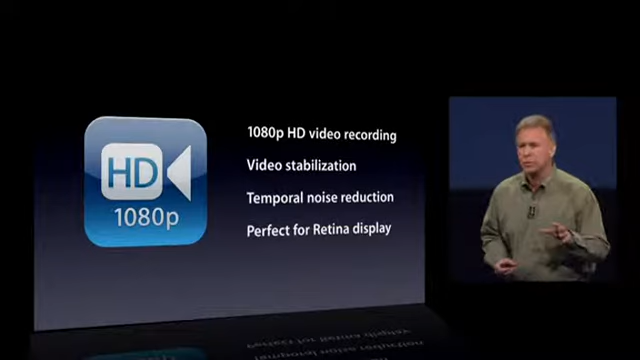 HD
1080p
1080p HD video recording
Video stabilization
Temporal noise reduction
Perfect for Retina display